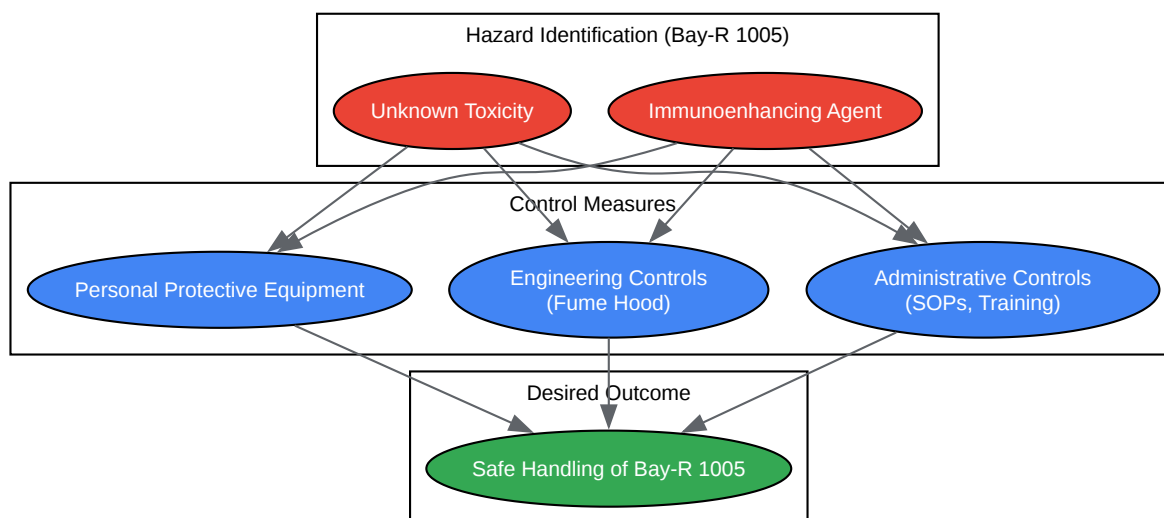 Hazard Identification (Bay-R 1005)
Unknown Toxicity
Immunoenhancing Agent
Control Measures
Personal Protective Equipment
Engineering Controls
(Fume Hood)
Administrative Controls
(SOPs, Training)
Desired Outcome
Safe Handling of Bay-R 1005